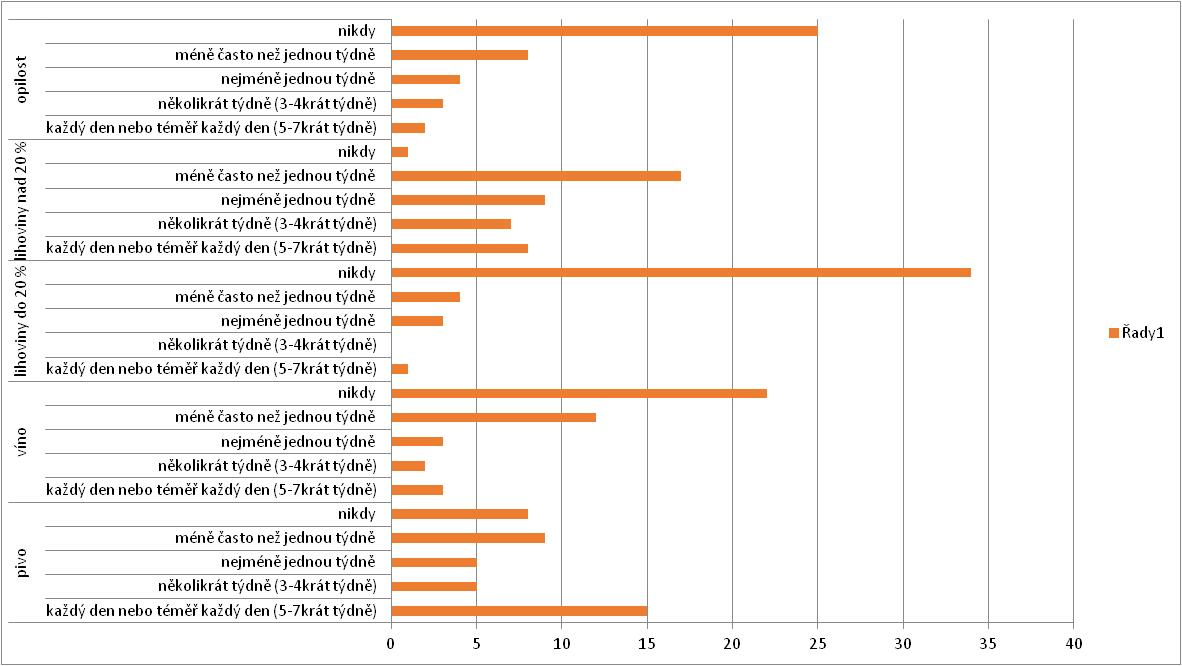 opilost
nikdy
méně často než jednou týdně
nejméně jednou týdně
několikrát týdně (3-4krát týdně)
každý den nebo téměř každý den (5-7krát týdně)
lihoviny nad 20 %
nikdy
méně často než jednou týdně
nejméně jednou týdně
několikrát týdně (3-4krát týdně)
každý den nebo téměř každý den (5-7krát týdně)
lihoviny do 20 %
nikdy
méně často než jednou týdně
nejméně jednou týdně
několikrát týdně (3-4krát týdně)
každý den nebo téměř každý den (5-7krát týdně)
víno
nikdy
méně často než jednou týdně
nejméně jednou týdně
několikrát týdně (3-4krát týdně)
každý den nebo téměř každý den (5-7krát týdně)
pivo
nikdy
méně často než jednou týdně
nejméně jednou týdně
několikrát týdně (3-4krát týdně)
každý den nebo téměř každý den (5-7krát týdně)
0 5 10 15 20 25 30 35 40
Řady1